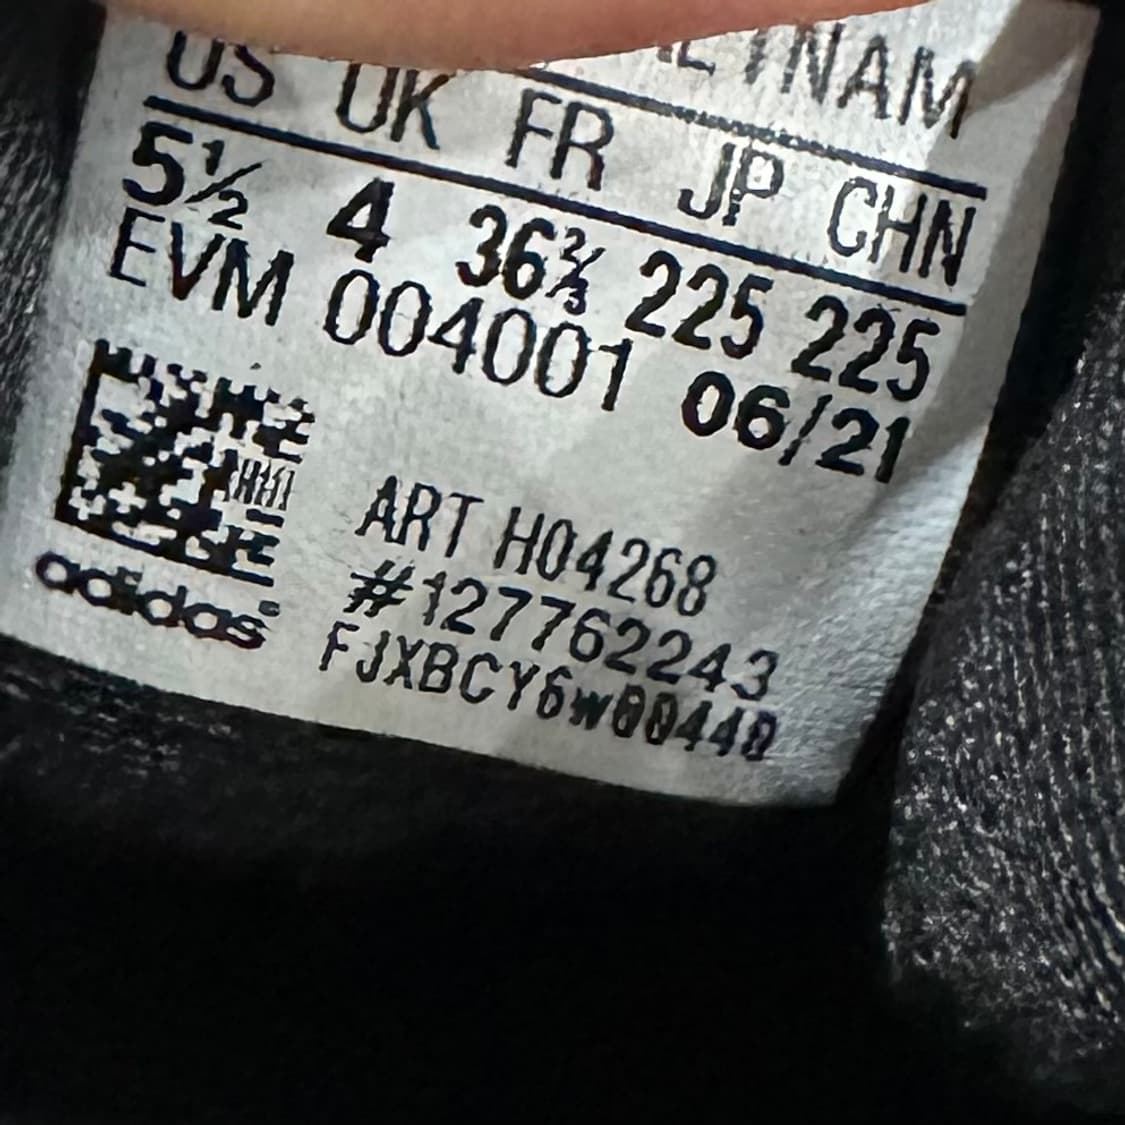 US UK FR JP CHN
5½ 4 36⅔ 225 225
EVM 004001 06/21
ART H04268
#127762243
FJXBCY6W00440
adidas